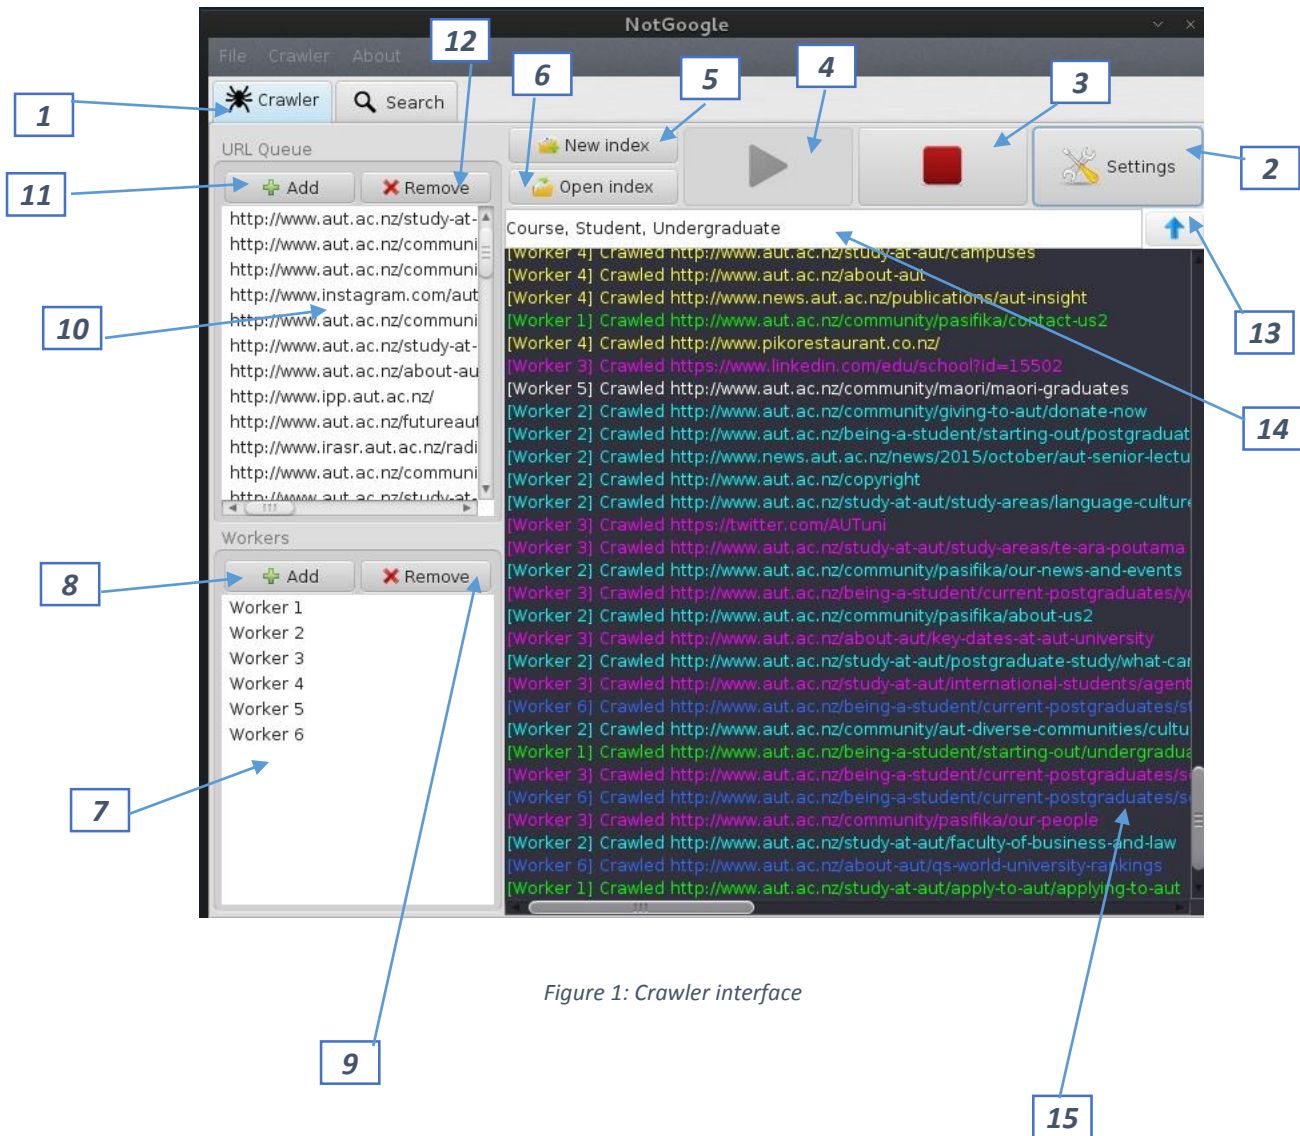 NotGoogle
File Crawler About
12
6
5
4
3
1
Crawler
Search
URL Queue
New index
Open index
Settings
2
11
Add
Remove
http://www.aut.ac.nz/study-at-
http://www.aut.ac.nz/communi
http://www.aut.ac.nz/communi
http://www.instagram.com/aut
http://www.aut.ac.nz/communi
http://www.aut.ac.nz/study-at-
http://www.aut.ac.nz/about-au
http://www.ipp.aut.ac.nz/
http://www.aut.ac.nz/futureaut
http://www.irasr.aut.ac.nz/radi
http://www.aut.ac.nz/communi
http://www.aut.ac.nz/study-at-
10
Course, Student, Undergraduate
13
14
[Worker 4] Crawled http://www.aut.ac.nz/study-at-aut/campuses
[Worker 4] Crawled http://www.aut.ac.nz/about-aut
[Worker 4] Crawled http://www.news.aut.ac.nz/publications/aut-insight
[Worker 1] Crawled http://www.aut.ac.nz/community/pasifika/contact-us2
[Worker 4] Crawled http://www.pikorestaurant.co.nz/
[Worker 3] Crawled https://www.linkedin.com/edu/school?id=15502
[Worker 5] Crawled http://www.aut.ac.nz/community/maori/maori-graduates
[Worker 2] Crawled http://www.aut.ac.nz/community/giving-to-aut/donate-now
[Worker 2] Crawled http://www.aut.ac.nz/being-a-student/starting-out/postgraduat
[Worker 2] Crawled http://www.news.aut.ac.nz/news/2015/october/aut-senior-lectu
[Worker 2] Crawled http://www.aut.ac.nz/copyright
[Worker 2] Crawled http://www.aut.ac.nz/study-at-aut/study-areas/language-culture
[Worker 3] Crawled https://twitter.com/AUTuni
[Worker 3] Crawled http://www.aut.ac.nz/study-at-aut/study-areas/te-ara-poutama
[Worker 2] Crawled http://www.aut.ac.nz/community/pasifika/our-news-and-events
[Worker 3] Crawled http://www.aut.ac.nz/being-a-student/current-postgraduates/yo
[Worker 2] Crawled http://www.aut.ac.nz/community/pasifika/about-us2
[Worker 3] Crawled http://www.aut.ac.nz/about-aut/key-dates-at-aut-university
[Worker 2] Crawled http://www.aut.ac.nz/study-at-aut/postgraduate-study/what-can
[Worker 3] Crawled http://www.aut.ac.nz/study-at-aut/international-students/agent
[Worker 6] Crawled http://www.aut.ac.nz/being-a-student/current-postgraduates/st
[Worker 2] Crawled http://www.aut.ac.nz/community/aut-diverse-communities/cultu
[Worker 1] Crawled http://www.aut.ac.nz/being-a-student/starting-out/undergradua
[Worker 3] Crawled http://www.aut.ac.nz/being-a-student/current-postgraduates/sc
[Worker 6] Crawled http://www.aut.ac.nz/being-a-student/current-postgraduates/sc
[Worker 3] Crawled http://www.aut.ac.nz/community/pasifika/our-people
[Worker 2] Crawled http://www.aut.ac.nz/study-at-aut/faculty-of-business-and-law
[Worker 6] Crawled http://www.aut.ac.nz/about-aut/qs-world-university-rankings
[Worker 1] Crawled http://www.aut.ac.nz/study-at-aut/apply-to-aut/applying-to-aut
Workers
8
Add
Remove
Worker 1
Worker 2
Worker 3
Worker 4
Worker 5
Worker 6
7
Figure 1: Crawler interface
9
15